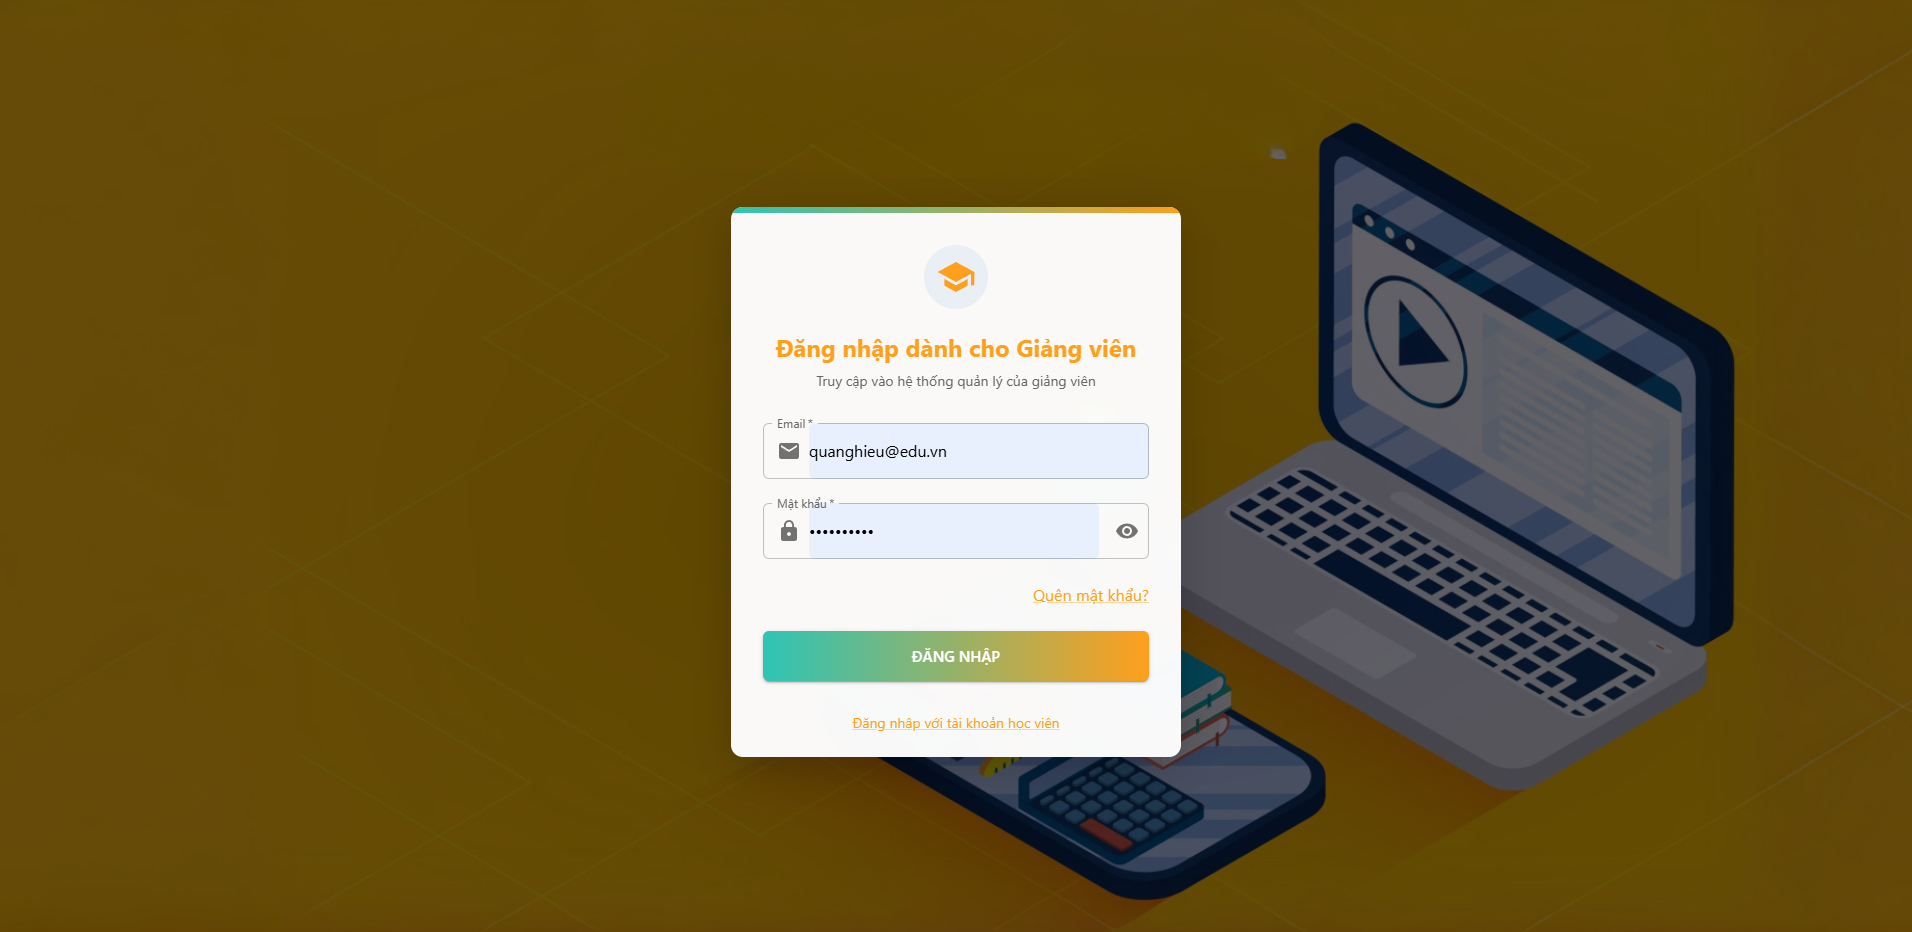 Đăng nhập dành cho Giảng viên
Truy cập vào hệ thống quản lý của giảng viên
Email *
quanghieu@edu.vn
Mật khẩu *
••••••••••
Quên mật khẩu?
ĐĂNG NHẬP
Đăng nhập với tài khoản học viên